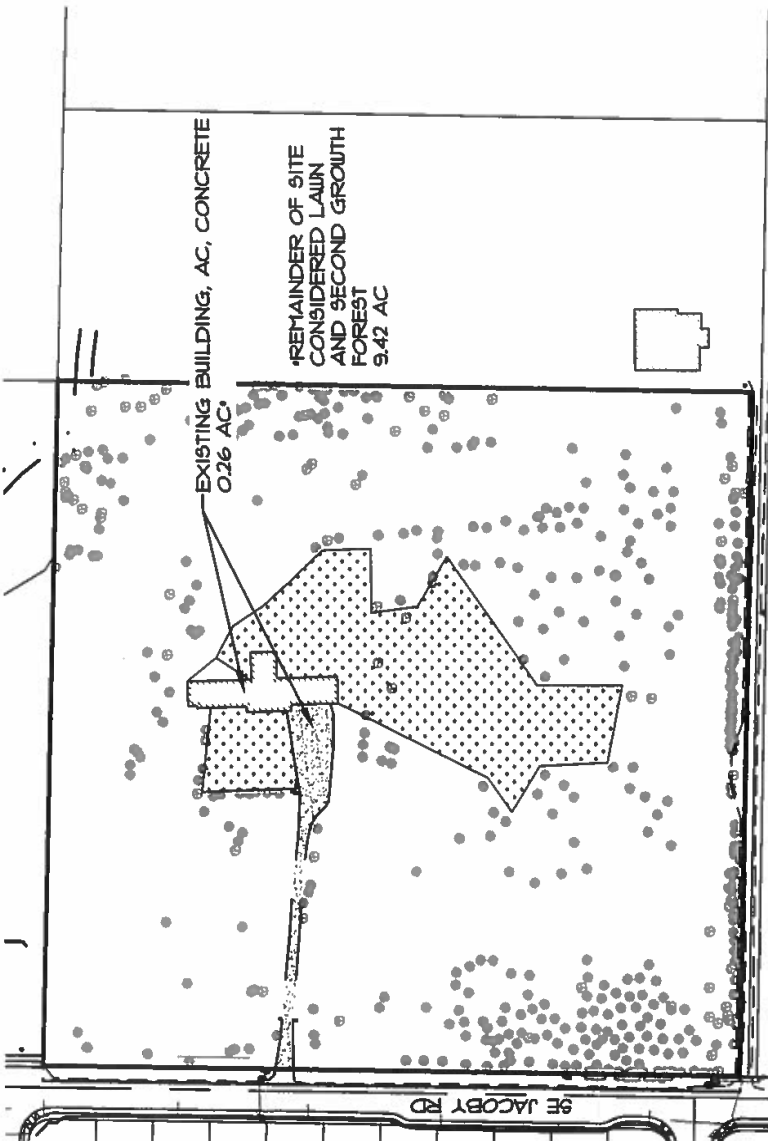 EXISTING BUILDING, AC, CONCRETE
0.26 AC*
*REMAINDER OF SITE
CONSIDERED LAWN
AND SECOND GROWTH
FOREST
9.42 AC
SE JACOBY RD